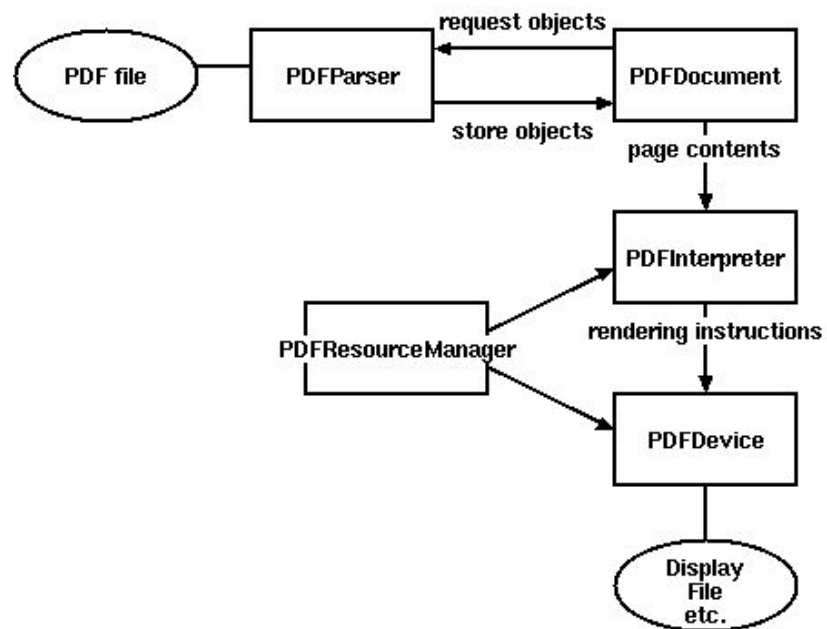 request objects
PDF file
PDFParser
PDFDocument
store objects
page contents
PDFInterpreter
rendering instructions
PDFResourceManager
PDFDevice
Display
File
etc.